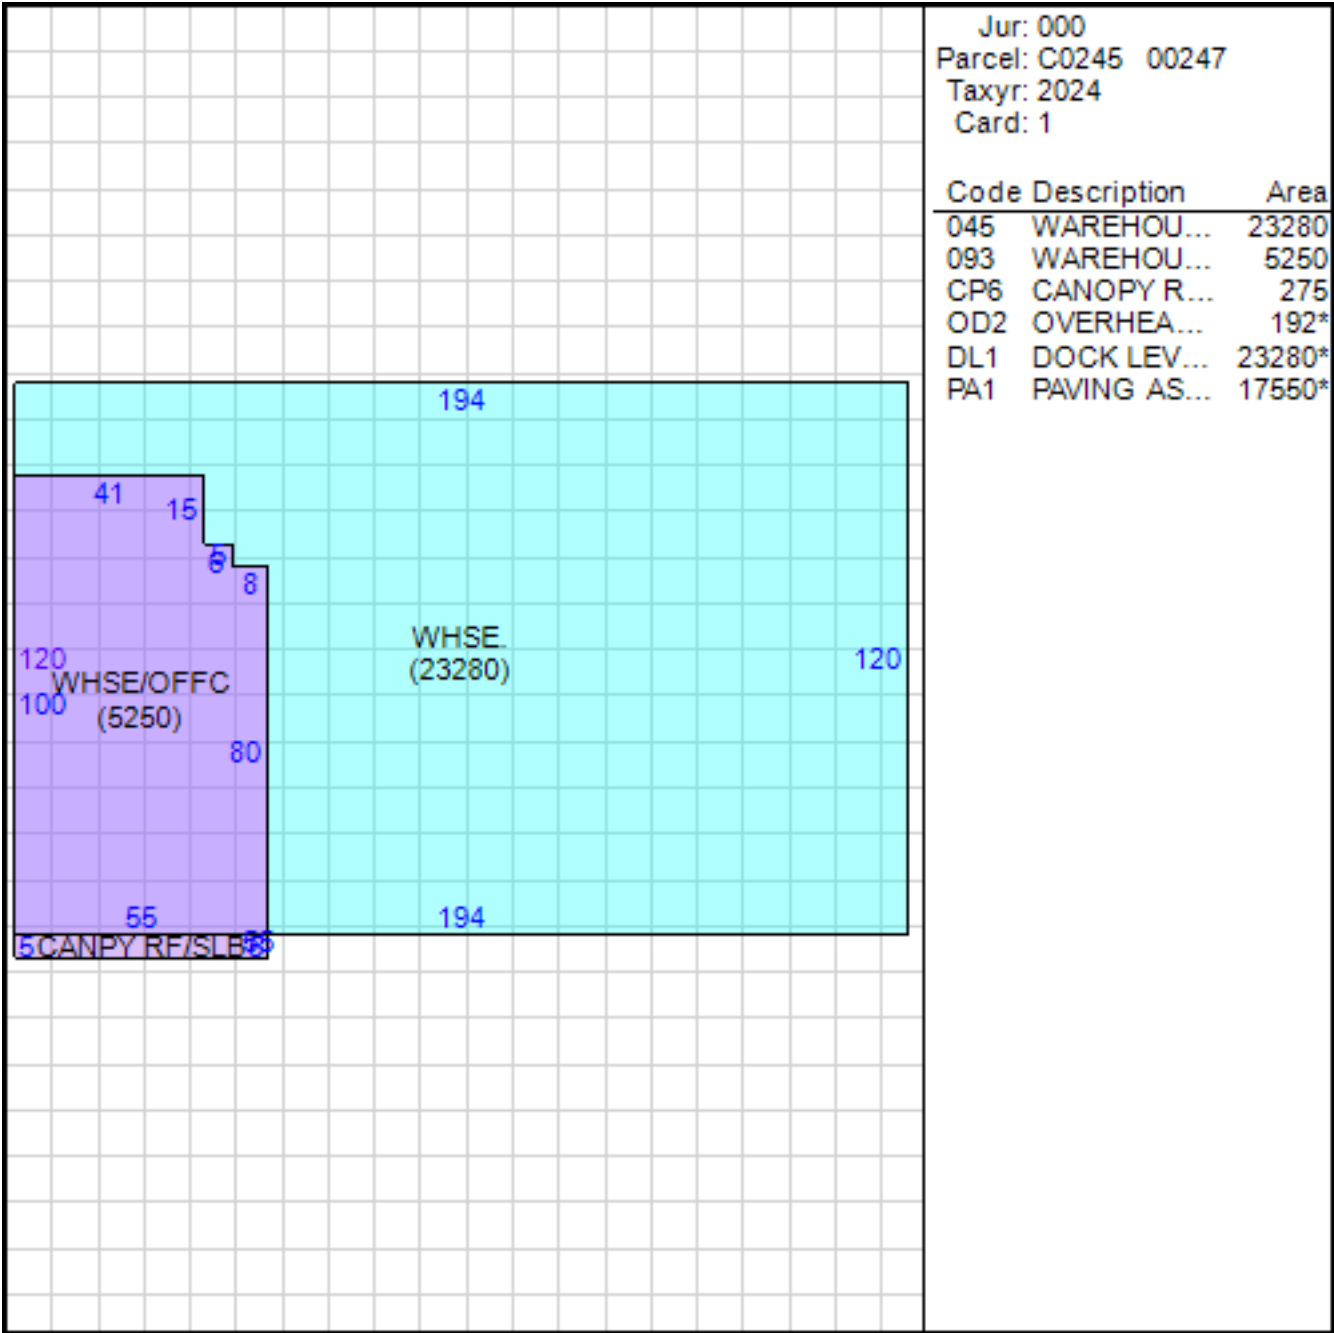 Jur: 000
Parcel: C0245 00247
Taxyr: 2024
Card: 1
Code Description Area
045 WAREHOU... 23280
093 WAREHOU... 5250
CP6 CANOPY R... 275
OD2 OVERHEA... 192*
DL1 DOCK LEV... 23280*
PA1 PAVING AS... 17550*
194
41
15
8
WHSE.
(23280)
120
120
WHSE/OFFC
100
(5250)
80
55
194
5 CANPY RF/SLB